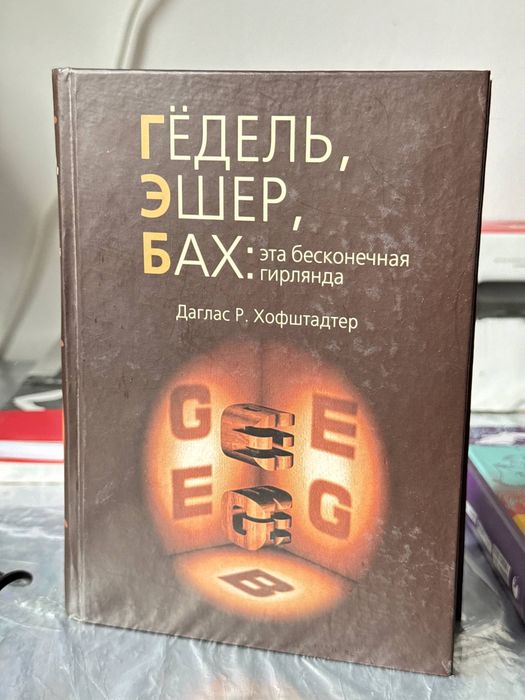 ГЁДЕЛЬ,
ЭШЕР,
БАХ: эта бесконечная
гирлянда
Даглас Р. Хофштадтер
G E
E G
B